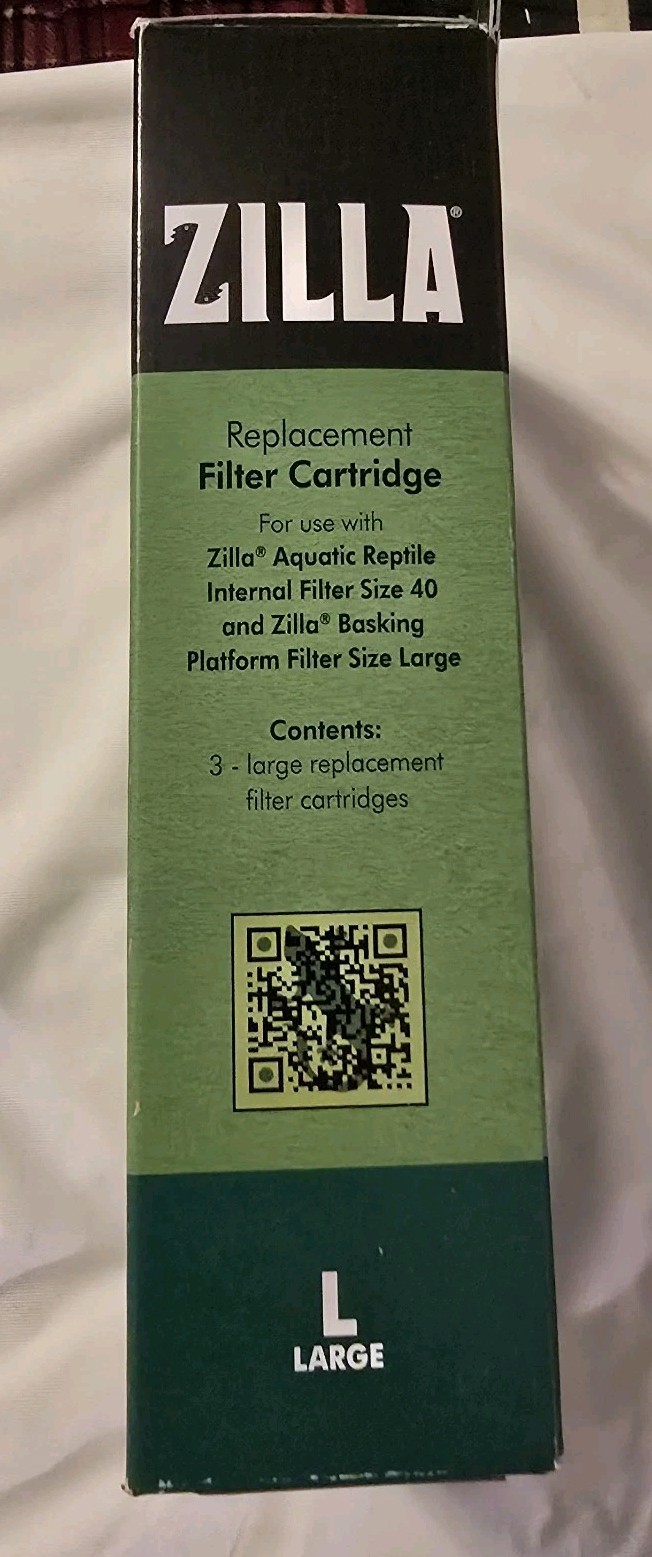 ZILLA®
Replacement
Filter Cartridge
For use with
Zilla® Aquatic Reptile
Internal Filter Size 40
and Zilla® Basking
Platform Filter Size Large
Contents:
3 - large replacement
filter cartridges
L
LARGE